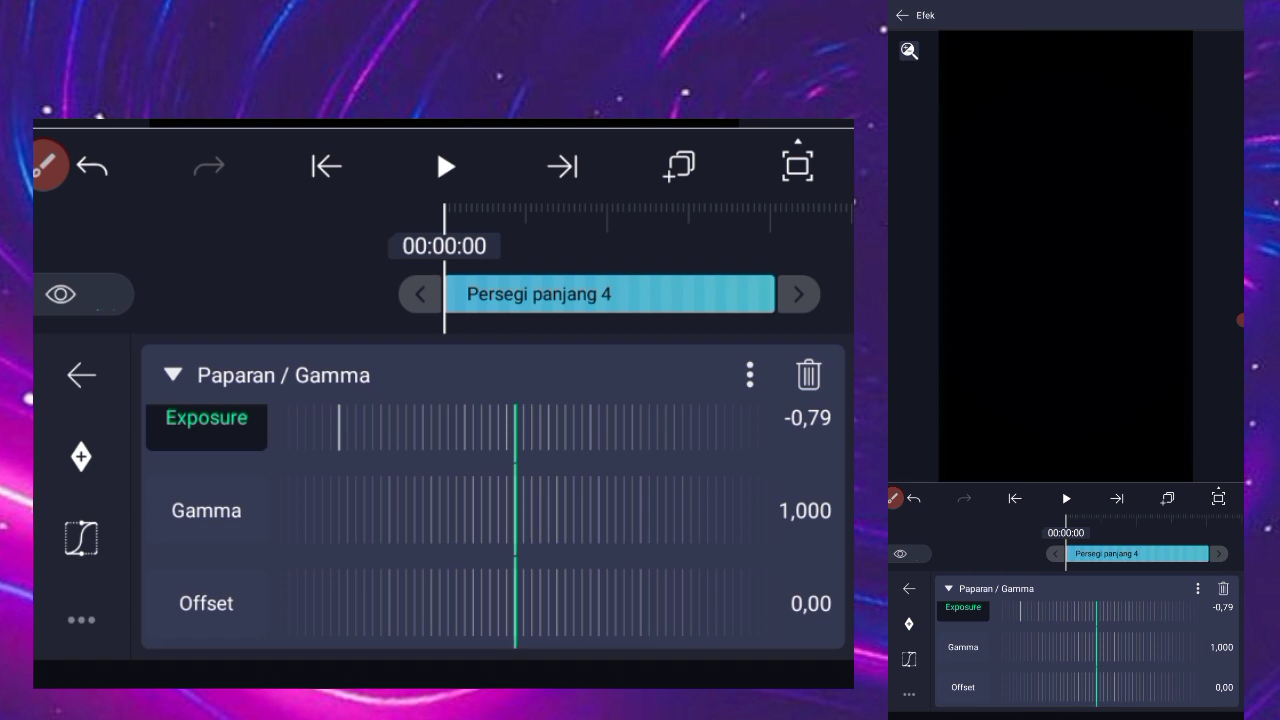 00:00:00
Persegi panjang 4
Paparan / Gamma
Exposure -0,79
Gamma 1,000
Offset 0,00
Efek
00:00:00
Persegi panjang 4
Paparan / Gamma
Exposure -0,79
Gamma 1,000
Offset 0,00